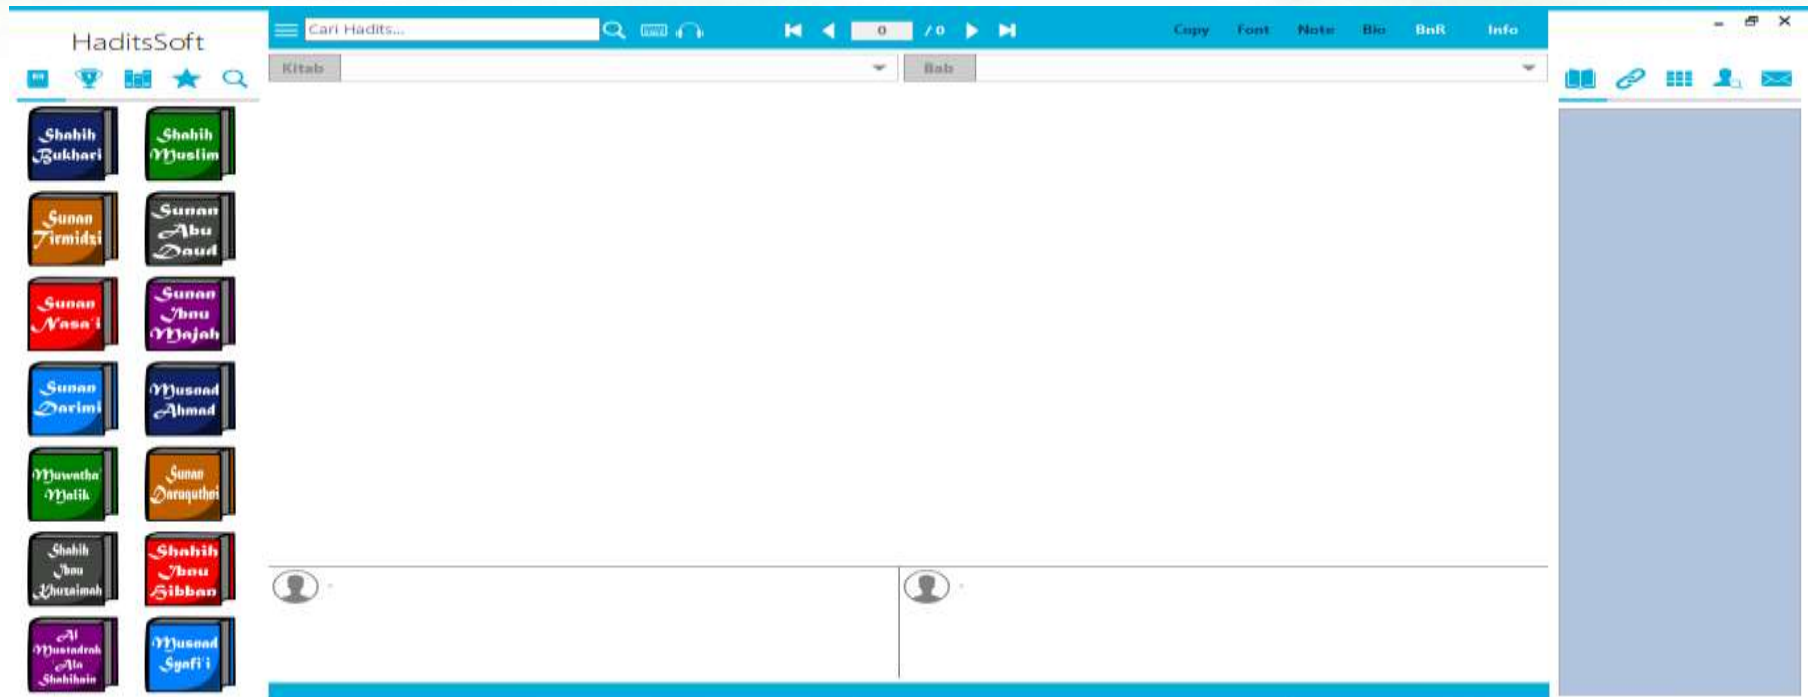 HaditsSoft
Cari Hadits...
0
/ 0
Copy
Font
Note
Bio
BnR
Info
Kitab
Bab
Shahih
Bukhari
Shahih
Muslim
Sunan
Tirmidzi
Sunan
Abu
Daud
Sunan
Nasa'i
Sunan
Ibnu
Majah
Sunan
Darimi
Musnad
Ahmad
Muwatha'
Malik
Sunan
Daruquthni
Shahih
Ibnu
Khuzaimah
Shahih
Ibnu
Hibban
Al
Mustadrak
'Ala
Shahihain
Musnad
Syafi'i